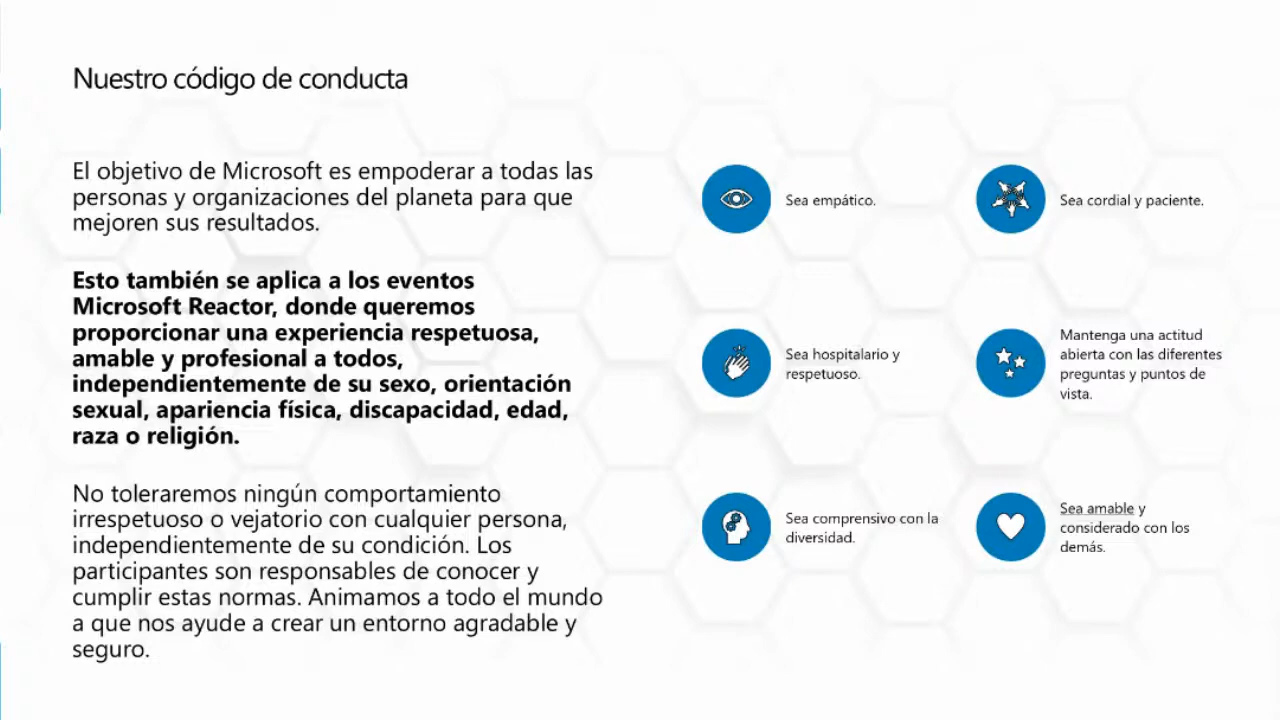 Nuestro código de conducta
El objetivo de Microsoft es empoderar a todas las
personas y organizaciones del planeta para que
mejoren sus resultados.
Esto también se aplica a los eventos
Microsoft Reactor, donde queremos
proporcionar una experiencia respetuosa,
amable y profesional a todos,
independientemente de su sexo, orientación
sexual, apariencia física, discapacidad, edad,
raza o religión.
No toleraremos ningún comportamiento
irrespetuoso o vejatorio con cualquier persona,
independientemente de su condición. Los
participantes son responsables de conocer y
cumplir estas normas. Animamos a todo el mundo
a que nos ayude a crear un entorno agradable y
seguro.
Sea empático.
Sea cordial y paciente.
Sea hospitalario y
respetuoso.
Mantenga una actitud
abierta con las diferentes
preguntas y puntos de
vista.
Sea comprensivo con la
diversidad.
Sea amable y
considerado con los
demás.